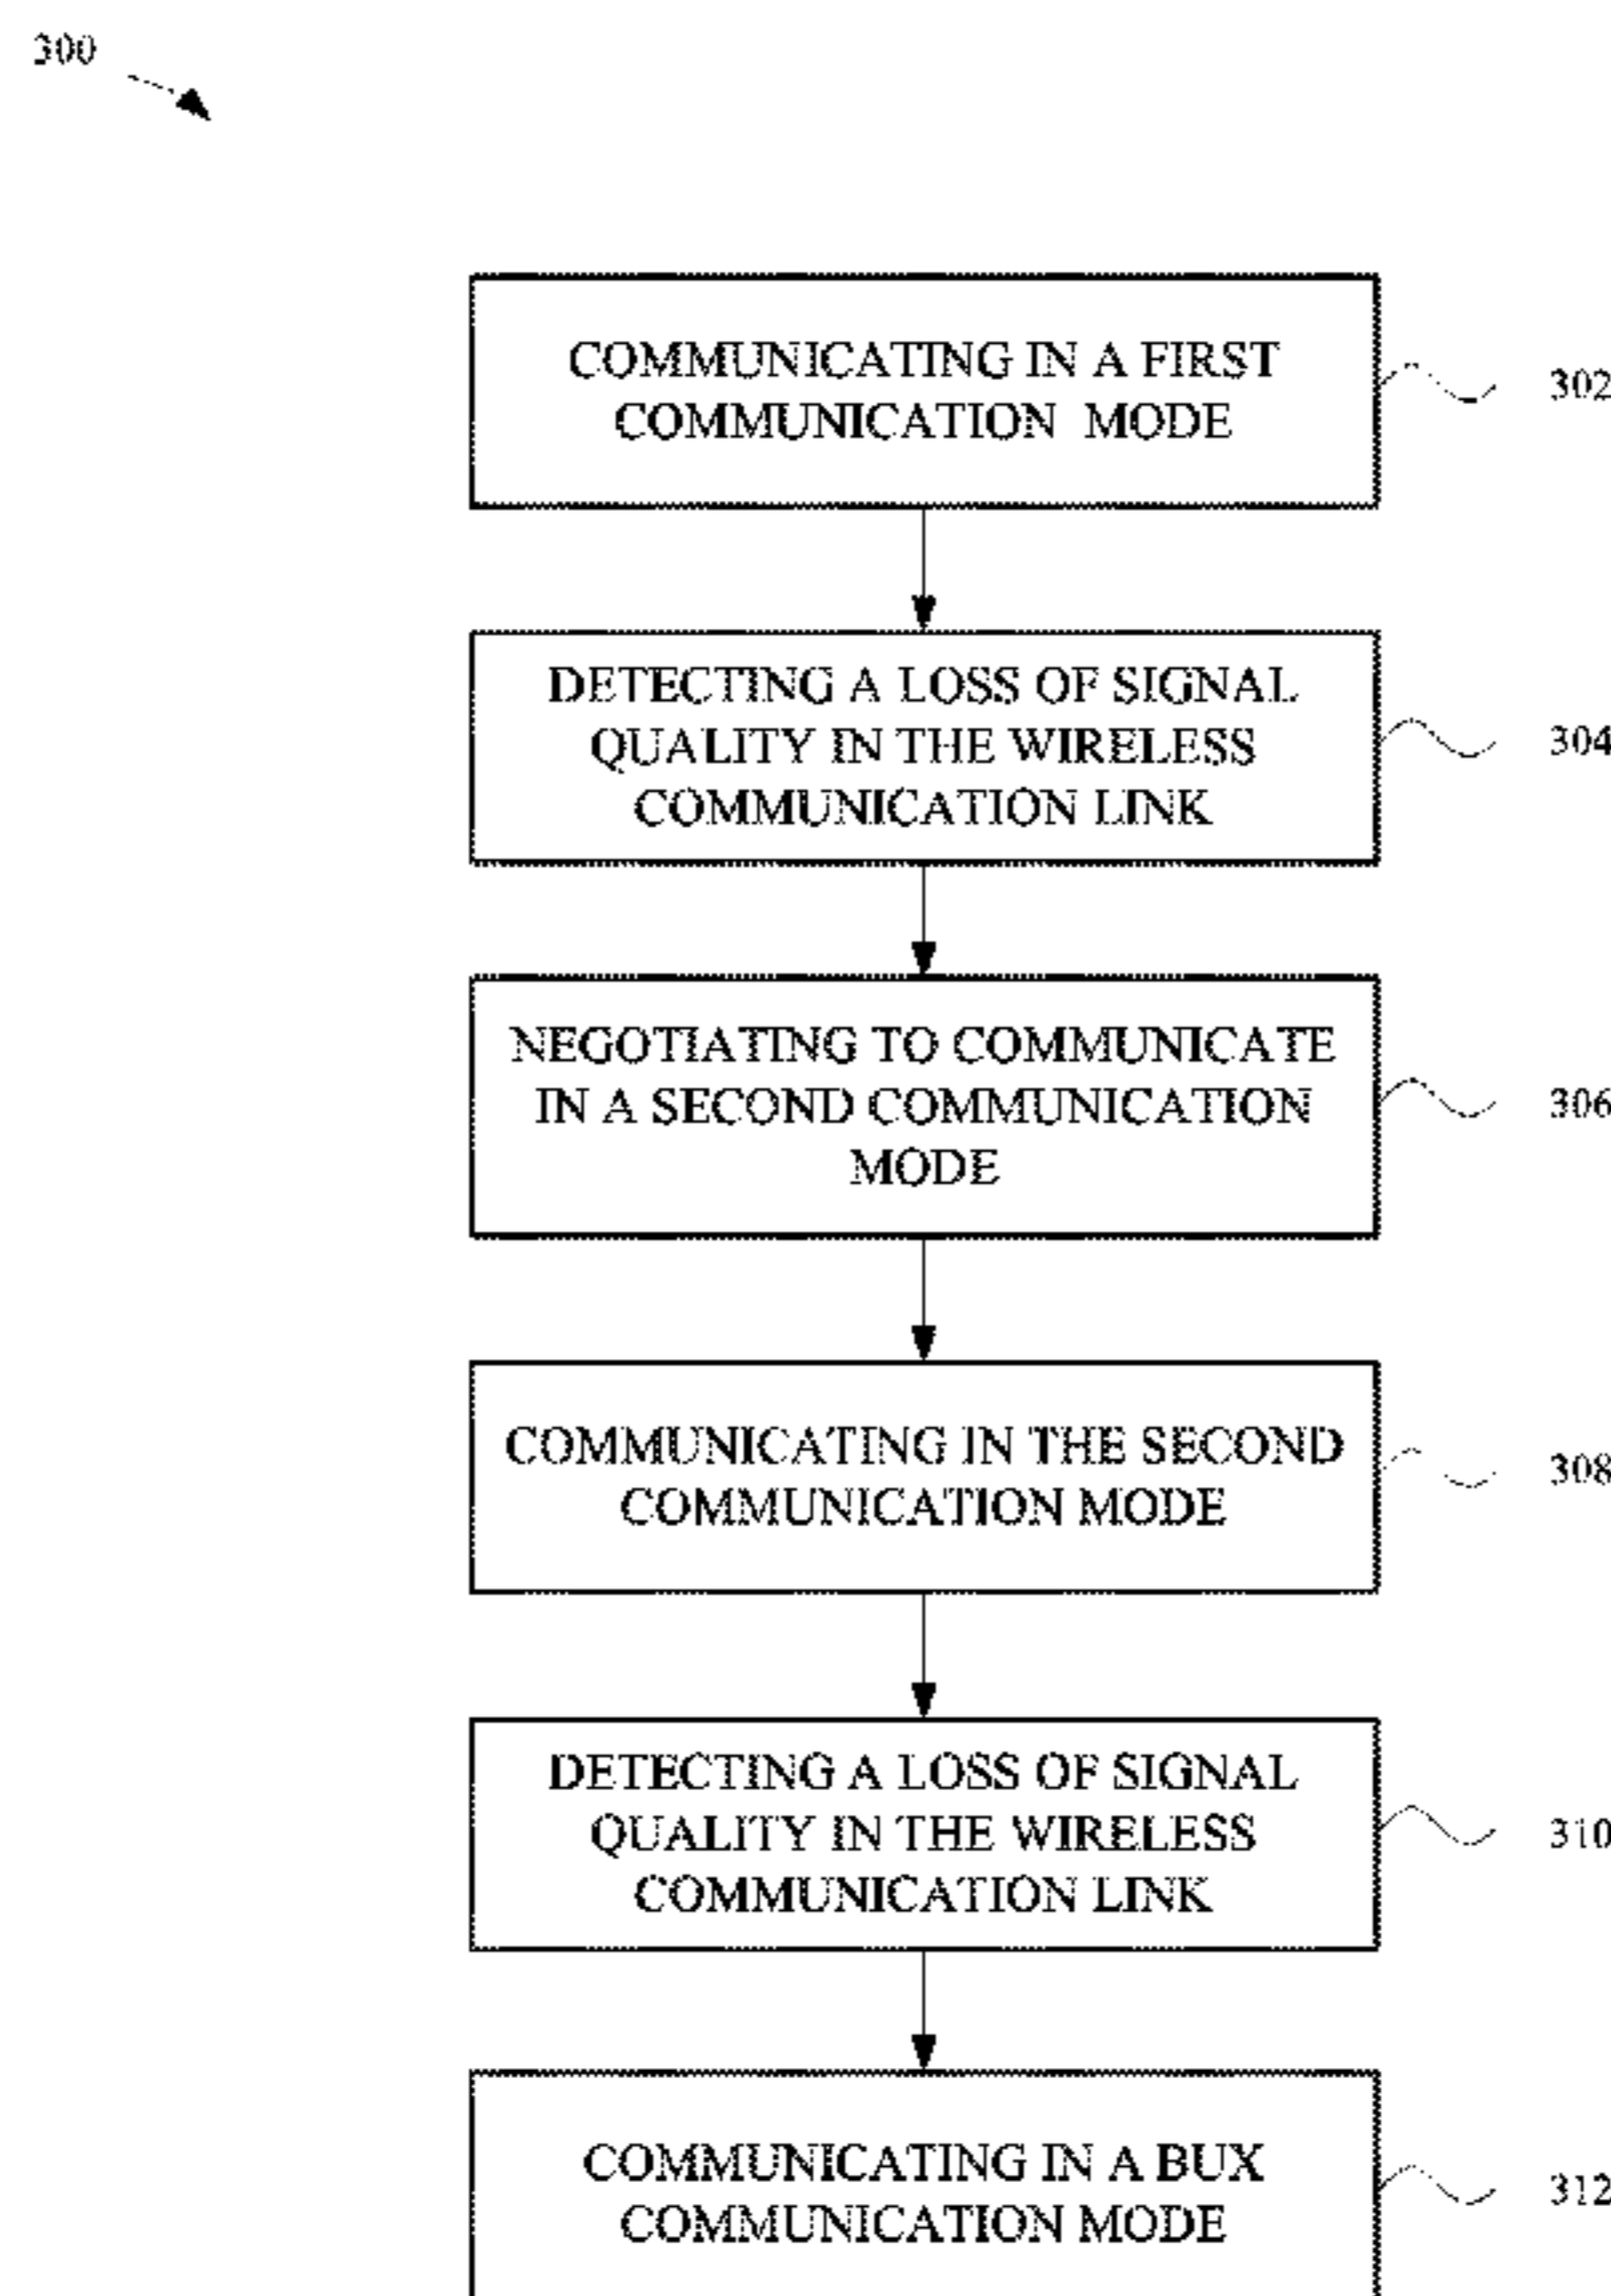 300
COMMUNICATING IN A FIRST
COMMUNICATION MODE
302
DETECTING A LOSS OF SIGNAL
QUALITY IN THE WIRELESS
COMMUNICATION LINK
304
NEGOTIATING TO COMMUNICATE
IN A SECOND COMMUNICATION
MODE
306
COMMUNICATING IN THE SECOND
COMMUNICATION MODE
308
DETECTING A LOSS OF SIGNAL
QUALITY IN THE WIRELESS
COMMUNICATION LINK
310
COMMUNICATING IN A BUX
COMMUNICATION MODE
312